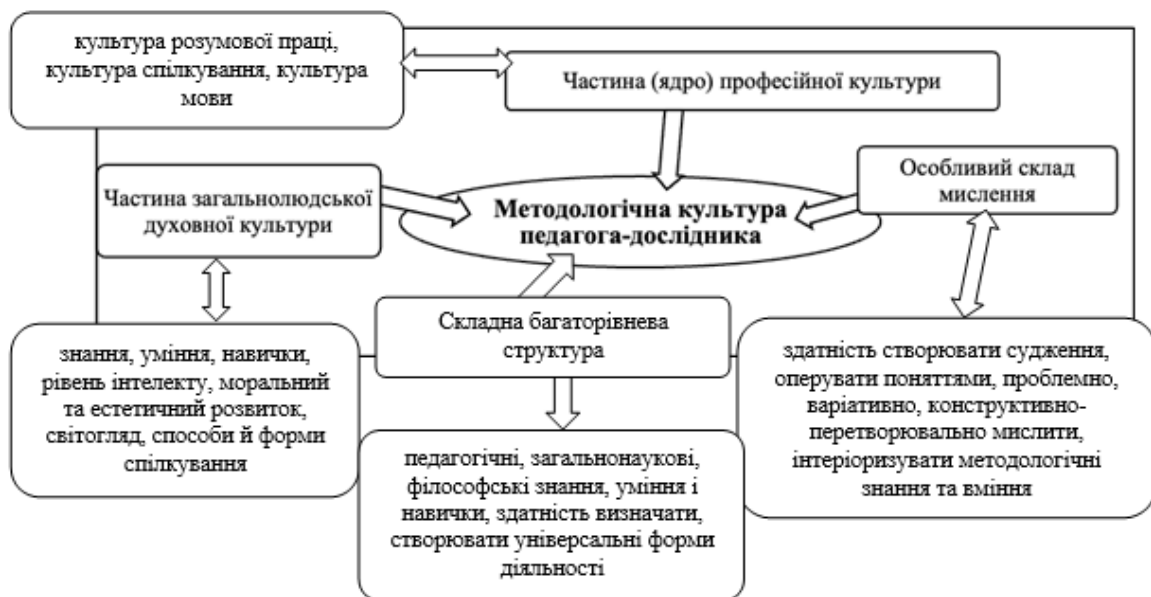 культура розумової праці,
культура спілкування, культура
мови
Частина (ядро) професійної культури
Частина загальнолюдської
духовної культури
Методологічна культура
педагога-дослідника
Особливий склад
мислення
Складна багаторівнева
структура
знання, уміння, навички,
рівень інтелекту, моральний
та естетичний розвиток,
світогляд, способи й форми
спілкування
педагогічні, загальнонаукові,
філософські знання, уміння і
навички, здатність визначати,
створювати універсальні форми
діяльності
здатність створювати судження,
оперувати поняттями, проблемно,
варіативно, конструктивно-
перетворювально мислити,
інтеріоризувати методологічні
знання та вміння